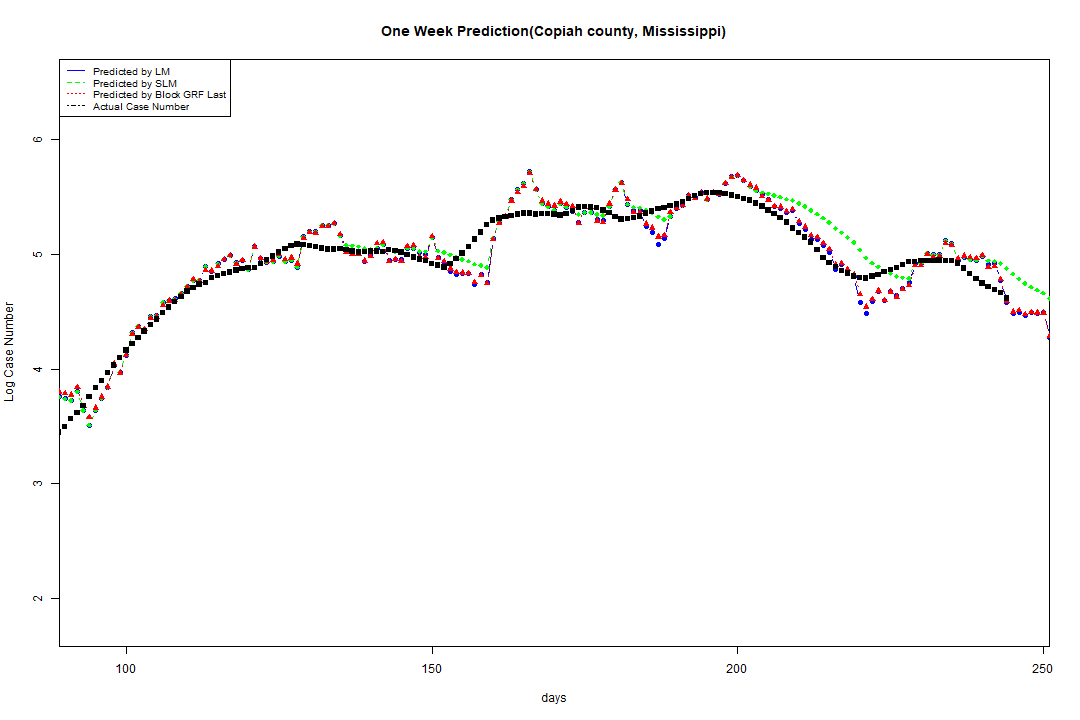 One Week Prediction(Copiah county, Mississippi)
Predicted by LM
Predicted by SLM
Predicted by Block GRF Last
Actual Case Number
6
5
4
3
2
Log Case Number
100 150 200 250
days